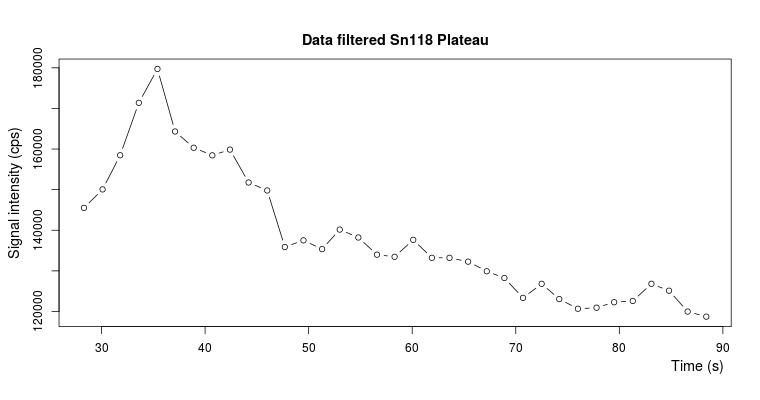 Data filtered Sn118 Plateau
Signal intensity (cps)
180000
160000
140000
120000
30 40 50 60 70 80 90
Time (s)